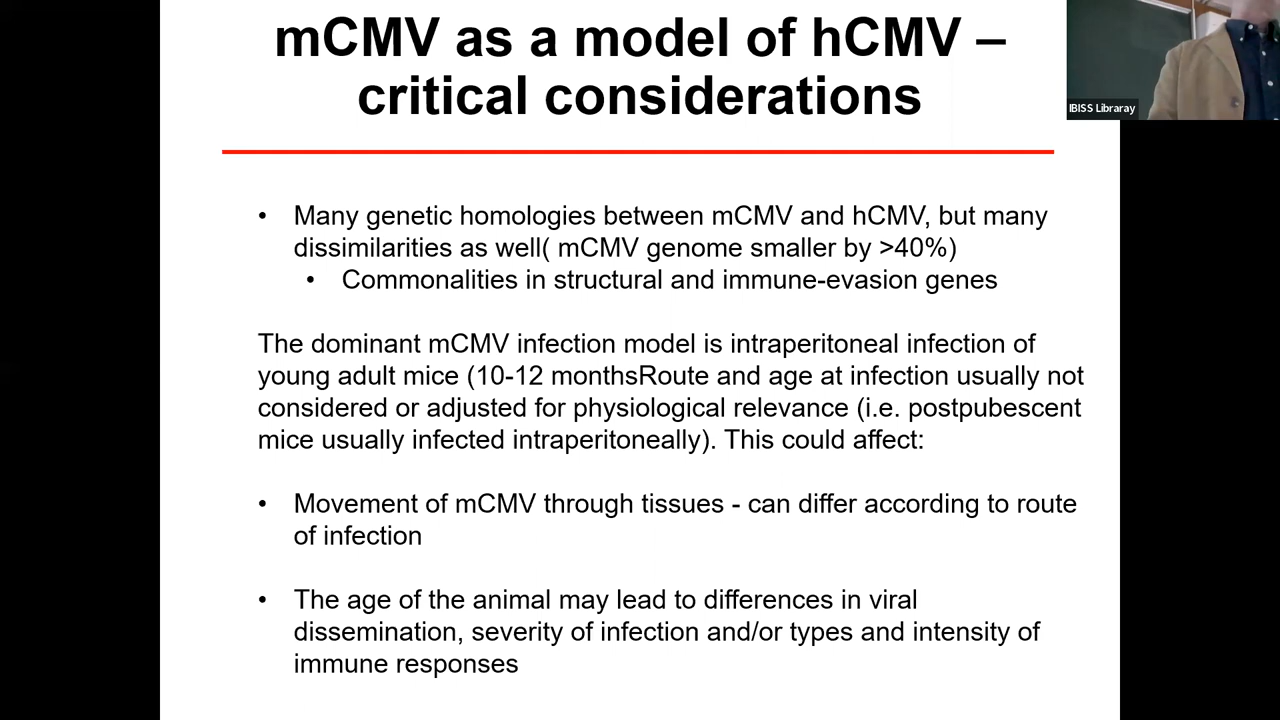 mCMV as a model of hCMV –
critical considerations
IBISS Libraray
• Many genetic homologies between mCMV and hCMV, but many
dissimilarities as well( mCMV genome smaller by >40%)
• Commonalities in structural and immune-evasion genes
The dominant mCMV infection model is intraperitoneal infection of
young adult mice (10-12 monthsRoute and age at infection usually not
considered or adjusted for physiological relevance (i.e. postpubescent
mice usually infected intraperitoneally). This could affect:
• Movement of mCMV through tissues - can differ according to route
of infection
• The age of the animal may lead to differences in viral
dissemination, severity of infection and/or types and intensity of
immune responses